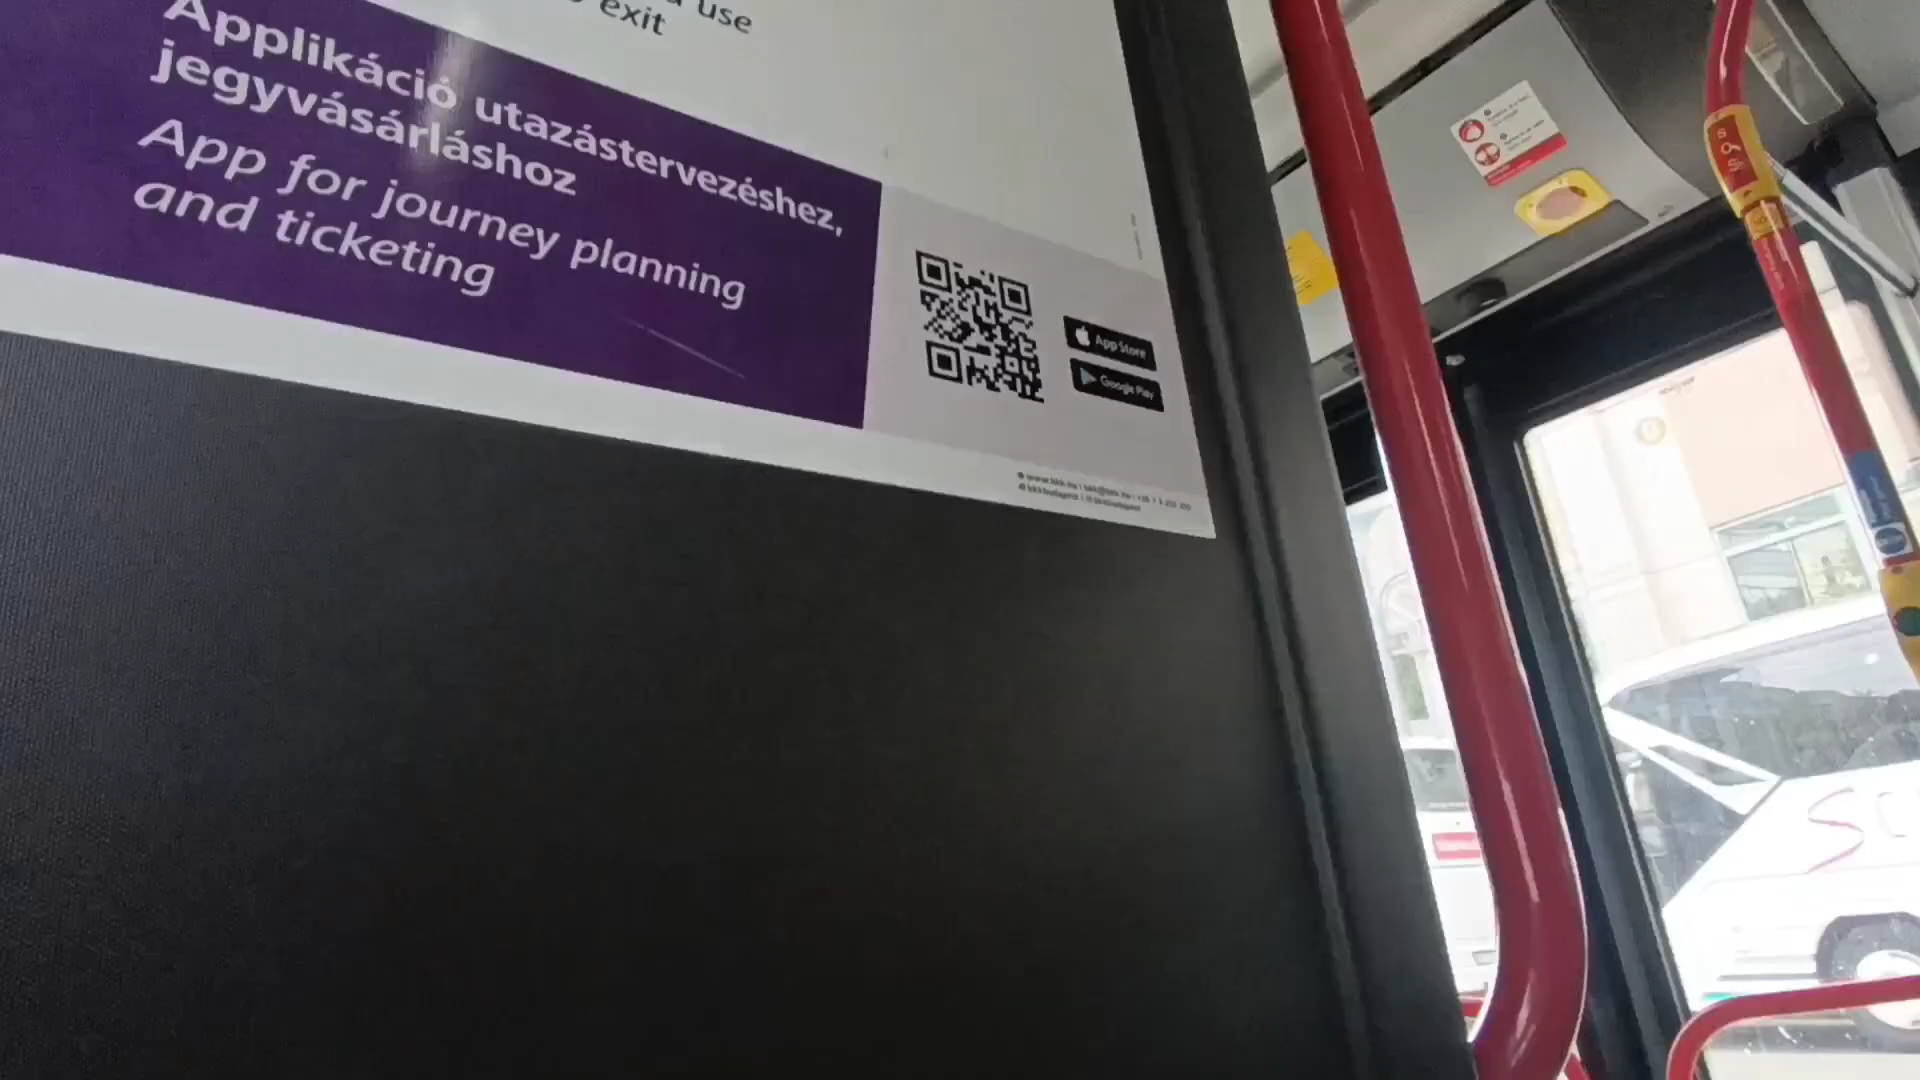 use
exit
Applikáció utazástervezéshez,
jegyvásárláshoz
App for journey planning
and ticketing
App Store
Google Play